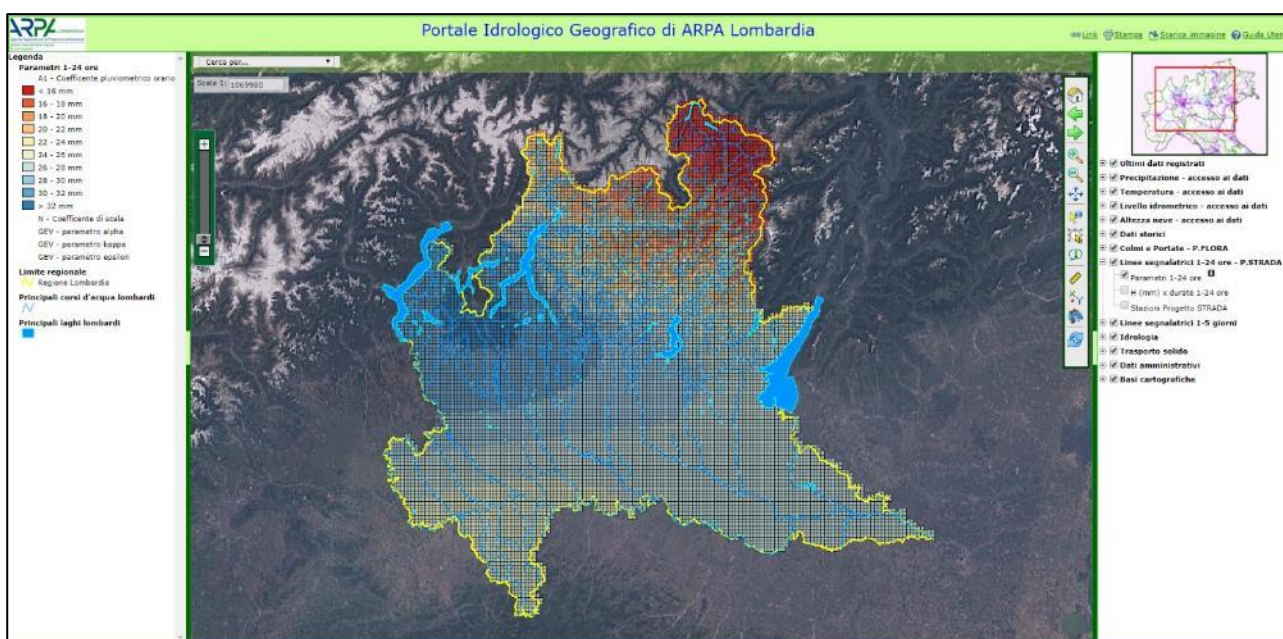 ARPA LOMBARDIA
Portale Idrologico Geografico di ARPA Lombardia
Link Stampa Scarica immagine Guida Uten
Legenda
Parametri 1-24 ore
A1 - Coefficente pluviometrico orario
< 16 mm
16 - 18 mm
18 - 20 mm
20 - 22 mm
22 - 24 mm
24 - 26 mm
26 - 28 mm
28 - 30 mm
30 - 32 mm
> 32 mm
N - Coefficente di scala
GEV - parametro alpha
GEV - parametro kappa
GEV - parametro epsilon
Limite regionale
Regione Lombardia
Principali corsi d'acqua lombardi
Principali laghi lombardi
Cerca per...
Scala 1: 1069980
Ultimi dati registrati
Precipitazione - accesso ai dati
Temperatura - accesso ai dati
Livello idrometrico - accesso ai dati
Altezza neve - accesso ai dati
Dati storici
Colmi e Portate - P.FLORA
Linee segnalatrici 1-24 ore - P.STRADA
Parametri 1-24 ore
H (mm) x durate 1-24 ore
Stazioni Progetto STRADA
Linee segnalatrici 1-5 giorni
Idrologia
Trasporto solido
Dati amministrativi
Basi cartografiche